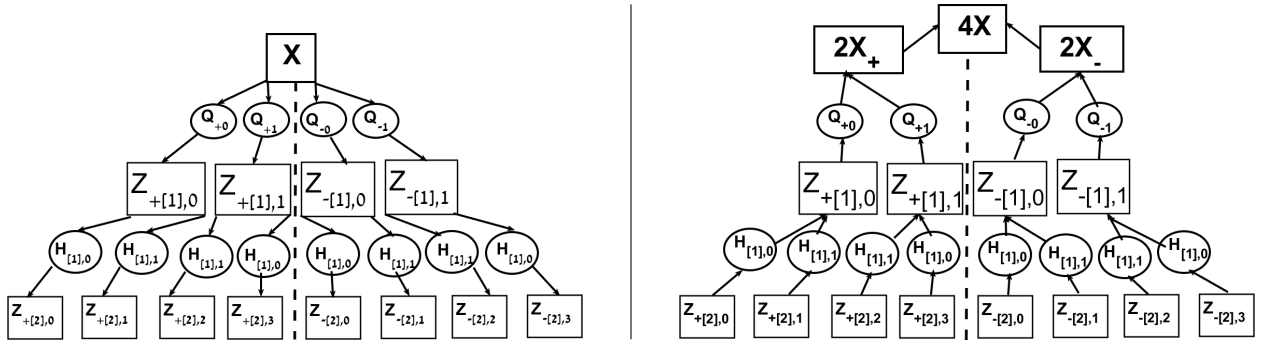 X
Q+0 Q+1 Q-0 Q-1
Z+[1],0 Z+[1],1 Z-[1],0 Z-[1],1
H[1],0 H[1],1 H[1],1 H[1],0 H[1],0 H[1],1 H[1],1 H[1],0
Z+[2],0 Z+[2],1 Z+[2],2 Z+[2],3 Z-[2],0 Z-[2],1 Z-[2],2 Z-[2],3
4X
2X+ 2X-
Q+0 Q+1 Q-0 Q-1
Z+[1],0 Z+[1],1 Z-[1],0 Z-[1],1
H[1],0 H[1],1 H[1],1 H[1],0 H[1],0 H[1],1 H[1],1 H[1],0
Z+[2],0 Z+[2],1 Z+[2],2 Z+[2],3 Z-[2],0 Z-[2],1 Z-[2],2 Z-[2],3